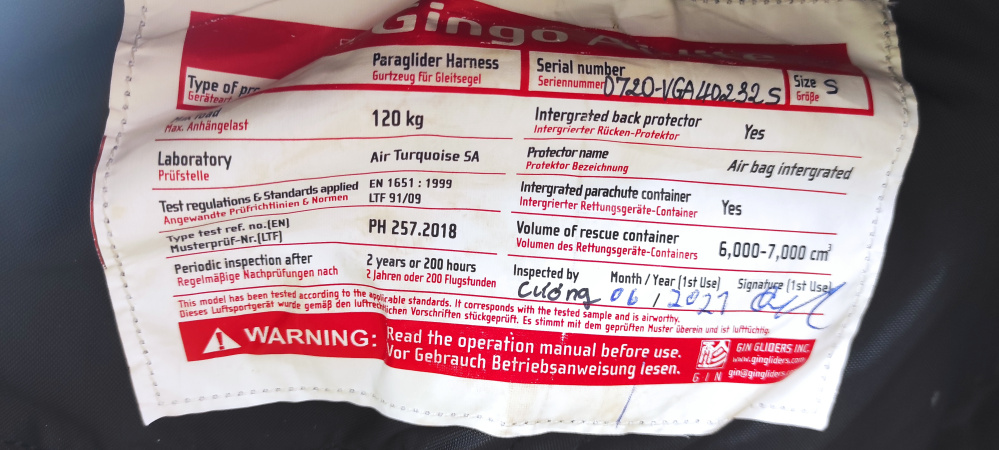 Gingo
Type of
Geräteart
Paraglider Harness
Gurtzeug für Gleitsegel
Serial number
Seriennummer D720-VGA40232S
Size S
Größe
Max. Anhängelast
120 kg
Intergrated back protector
Intergrierter Rücken-Protektor
Yes
Laboratory
Prüfstelle
Air Turquoise SA
Protector name
Protektor Bezeichnung
Air bag intergrated
Test regulations & Standards applied
Angewandte Prüfrichtlinien & Normen
EN 1651 : 1999
LTF 91/09
Intergrated parachute container
Intergrierter Rettungsgeräte-Container
Yes
Type test ref. no.(EN)
Musterprüf-Nr.(LTF)
PH 257.2018
Volume of rescue container
Volumen des Rettungsgeräte-Containers
6,000-7,000 cm³
Periodic inspection after
Regelmäßige Nachprüfungen nach
2 years or 200 hours
2 Jahren oder 200 Flugstunden
Inspected by
Cường
Month / Year (1st Use)
06 / 2021
Signature (1st Use)
This model has been tested according to the applicable standards. It corresponds with the tested sample and is airworthy.
Dieses Luftsportgerät wurde gemäß den luftrechtlichen Vorschriften stückgeprüft. Es stimmt mit dem geprüften Muster überein und ist lufttüchtig.
WARNING:
Read the operation manual before use.
Vor Gebrauch Betriebsanweisung lesen.
GIN
GIN GLIDERS INC.
www.gingliders.com
gin@gingliders.